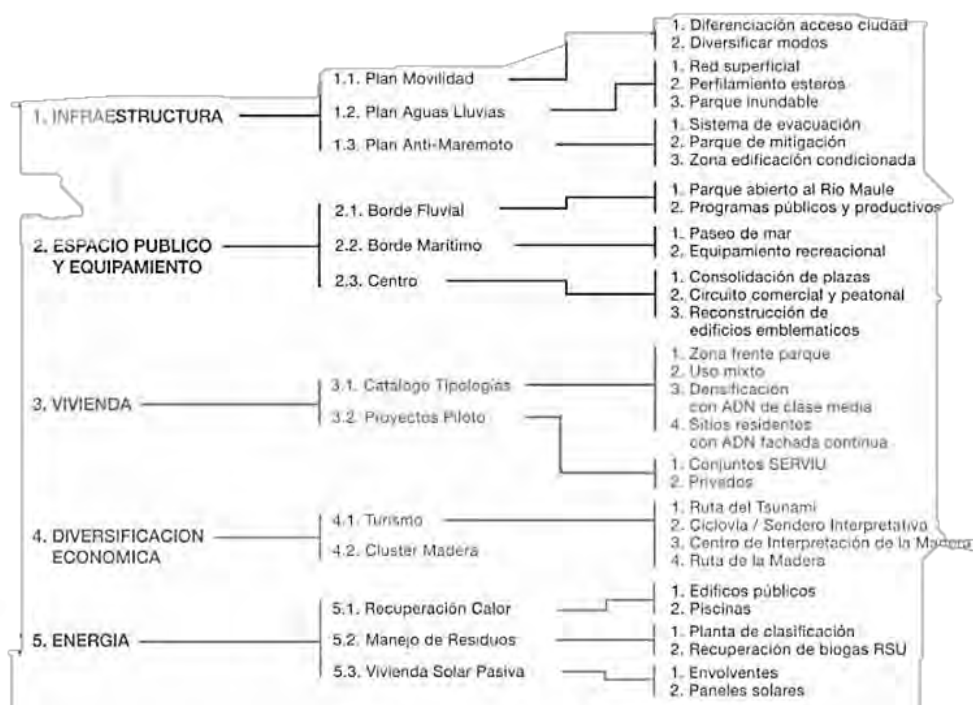 1. INFRAESTRUCTURA
1.1. Plan Movilidad
1. Diferenciación acceso ciudad
2. Diversificar modos
1.2. Plan Aguas Lluvias
1. Red superficial
2. Perfilamiento esteros
3. Parque inundable
1.3. Plan Anti-Maremoto
1. Sistema de evacuación
2. Parque de mitigación
3. Zona edificación condicionada
2. ESPACIO PUBLICO
Y EQUIPAMIENTO
2.1. Borde Fluvial
1. Parque abierto al Río Maule
2. Programas públicos y productivos
2.2. Borde Marítimo
1. Paseo de mar
2. Equipamiento recreacional
2.3. Centro
1. Consolidación de plazas
2. Circuito comercial y peatonal
3. Reconstrucción de
edificios emblematicos
3. VIVIENDA
3.1. Catálogo Tipologías
1. Zona frente parque
2. Uso mixto
3. Densificación
con ADN de clase media
4. Sitios residentes
con ADN fachada continua
3.2. Proyectos Piloto
1. Conjuntos SERVIU
2. Privados
4. DIVERSIFICACION
ECONOMICA
4.1. Turismo
1. Ruta del Tsunami
2. Ciclovía / Sendero Interpretativo
3. Centro de Interpretación de la Madera
4. Ruta de la Madera
4.2. Cluster Madera
5. ENERGIA
5.1. Recuperación Calor
1. Edificos públicos
2. Piscinas
5.2. Manejo de Residuos
1. Planta de clasificación
2. Recuperación de biogas RSU
5.3. Vivienda Solar Pasiva
1. Envolventes
2. Paneles solares